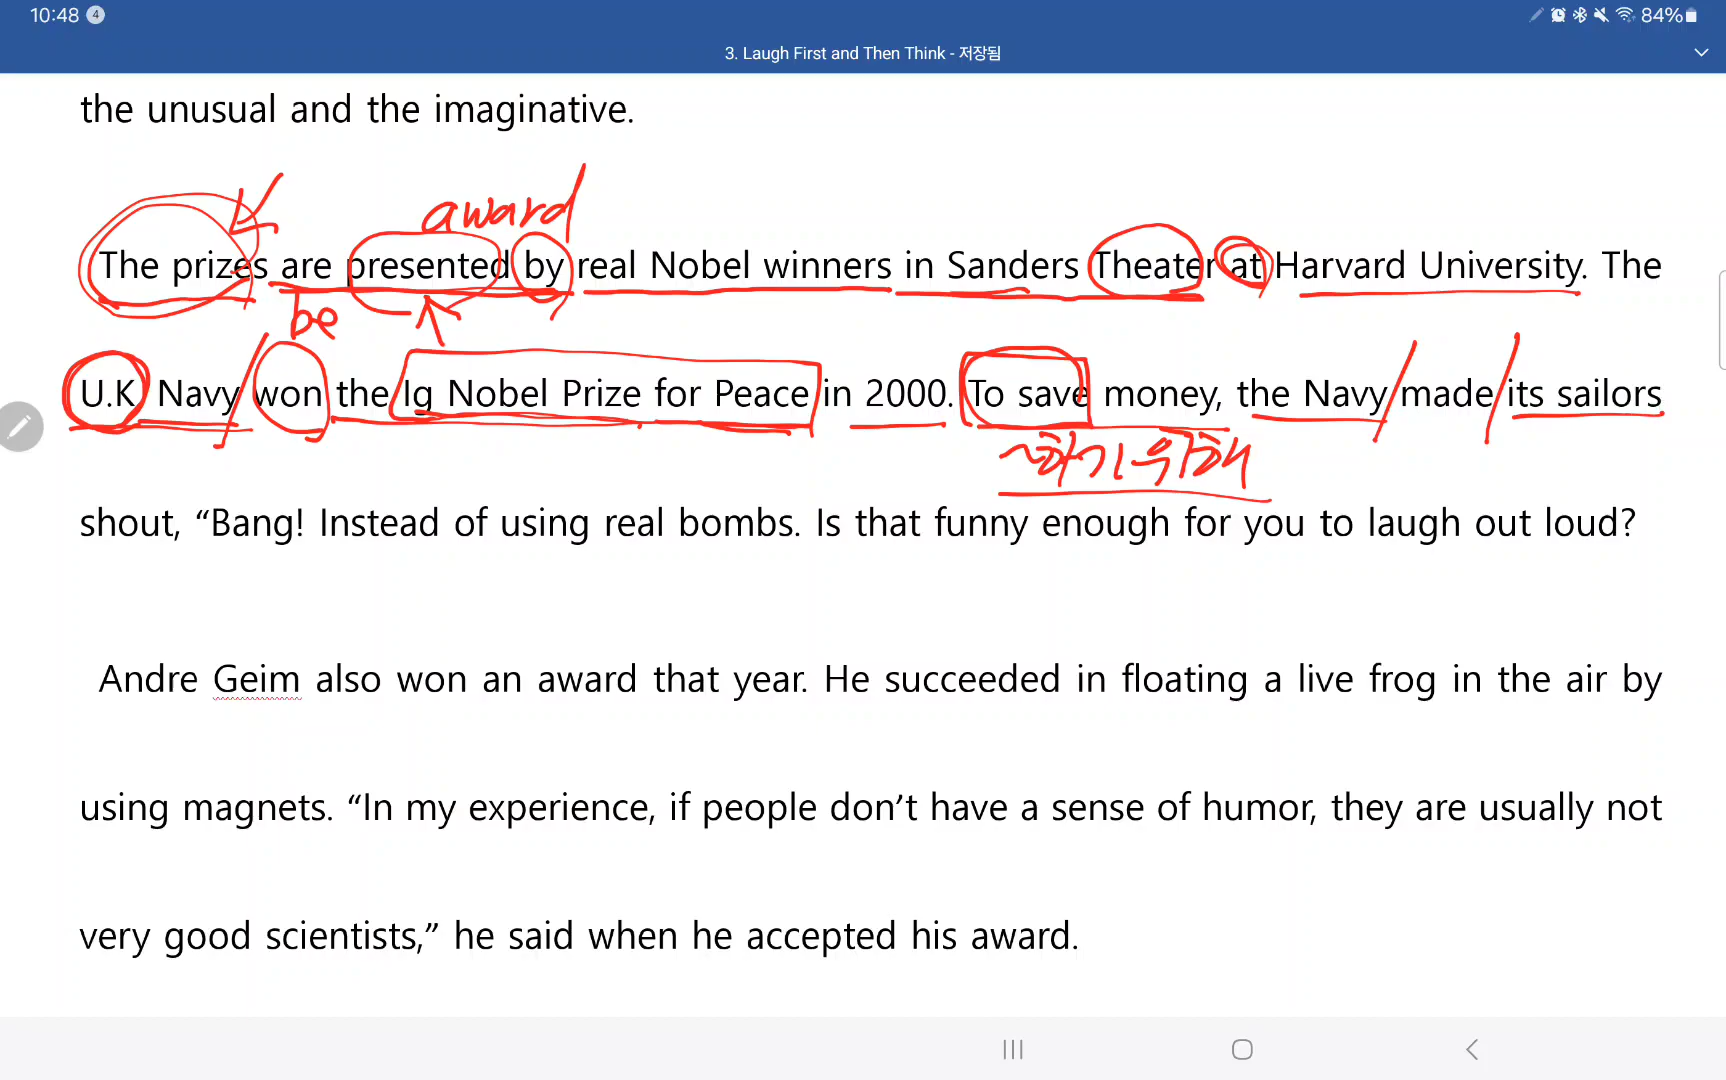 10:48 4 84%
3. Laugh First and Then Think - 저장됨
the unusual and the imaginative.
award
The prizes are presented by real Nobel winners in Sanders Theater at Harvard University. The
be
U.K Navy won the Ig Nobel Prize for Peace in 2000. To save money, the Navy made its sailors
~하기 위해
shout, “Bang! Instead of using real bombs. Is that funny enough for you to laugh out loud?
Andre Geim also won an award that year. He succeeded in floating a live frog in the air by
using magnets. “In my experience, if people don’t have a sense of humor, they are usually not
very good scientists,” he said when he accepted his award.